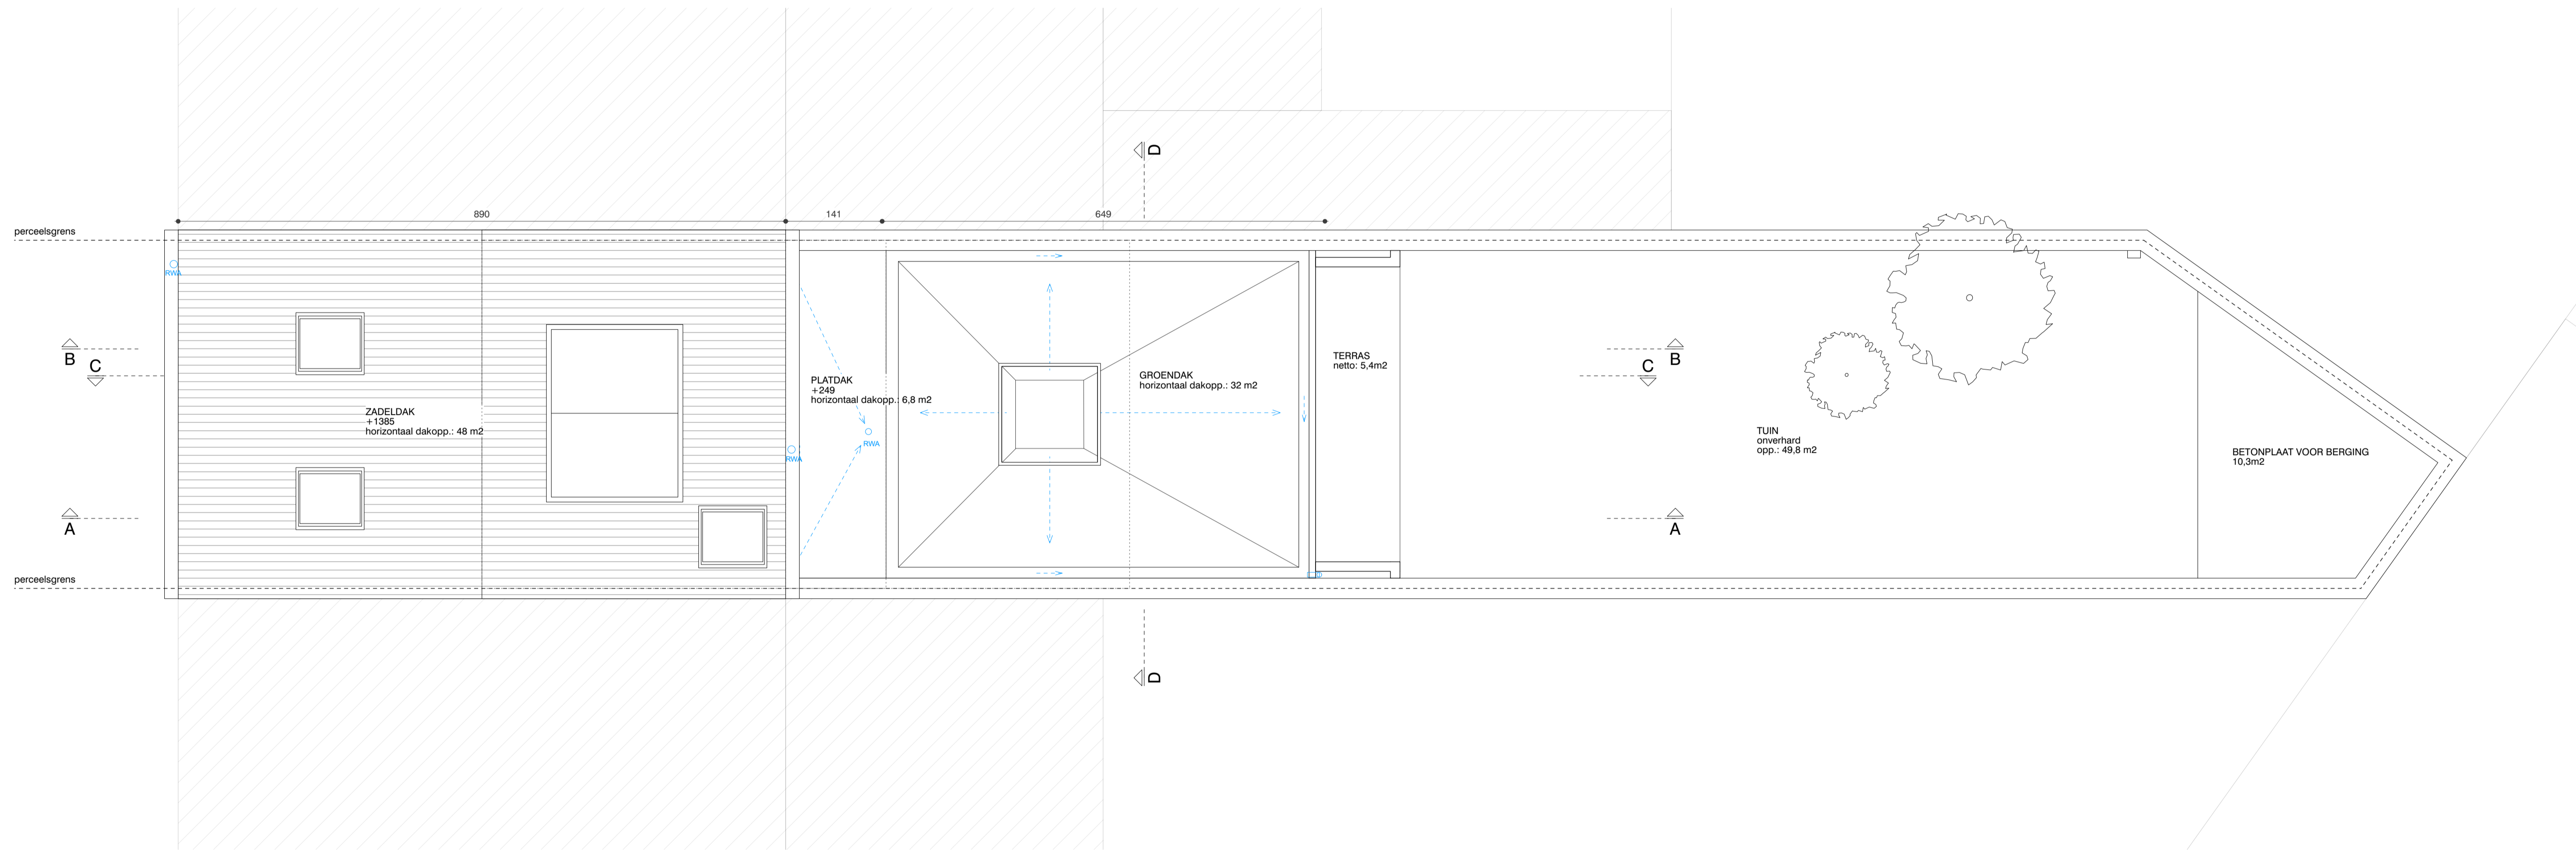 D
890
141
649
perceelsgrens
RWA
B
C
ZADELDAK
+1385
horizontaal dakopp.: 48 m2
PLATDAK
+249
horizontaal dakopp.: 6,8 m2
RWA
RWA
GROENDAK
horizontaal dakopp.: 32 m2
TERRAS
netto: 5,4m2
B
C
TUIN
onverhard
opp.: 49,8 m2
BETONPLAAT VOOR BERGING
10,3m2
A
A
perceelsgrens
D